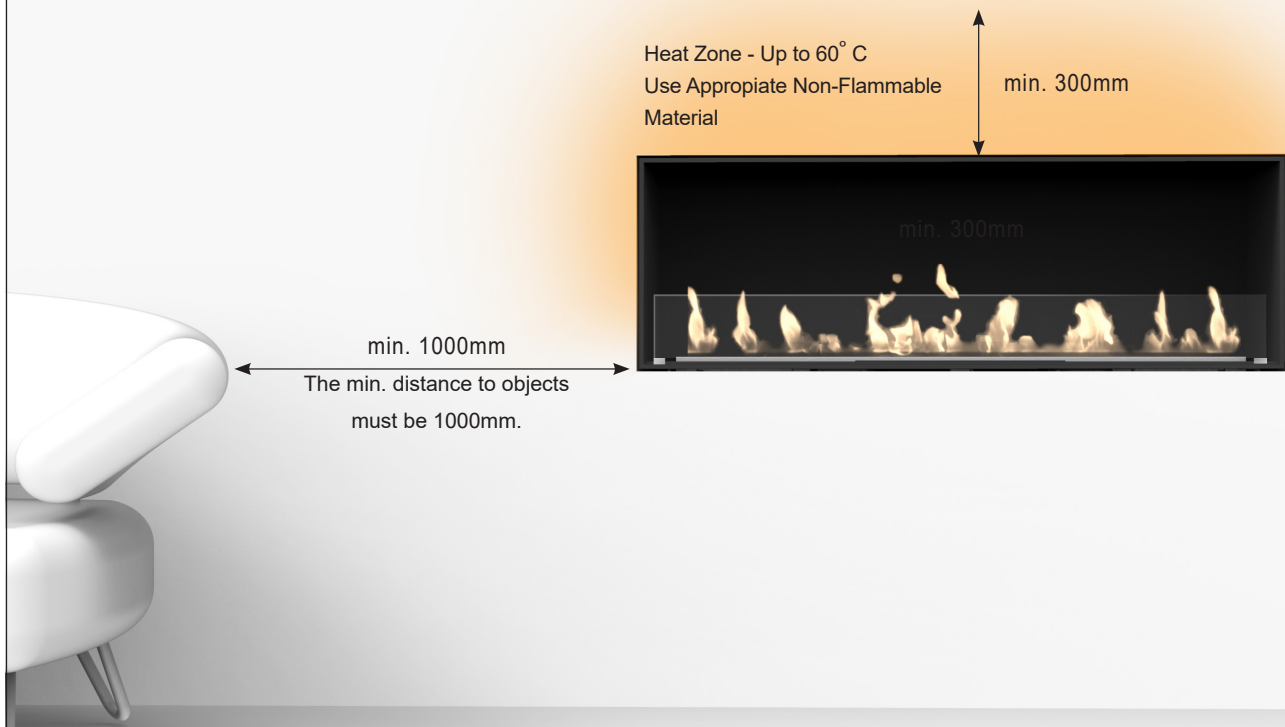 Heat Zone - Up to 60° C
Use Appropiate Non-Flammable
Material
min. 300mm
min. 300mm
min. 1000mm
The min. distance to objects
must be 1000mm.